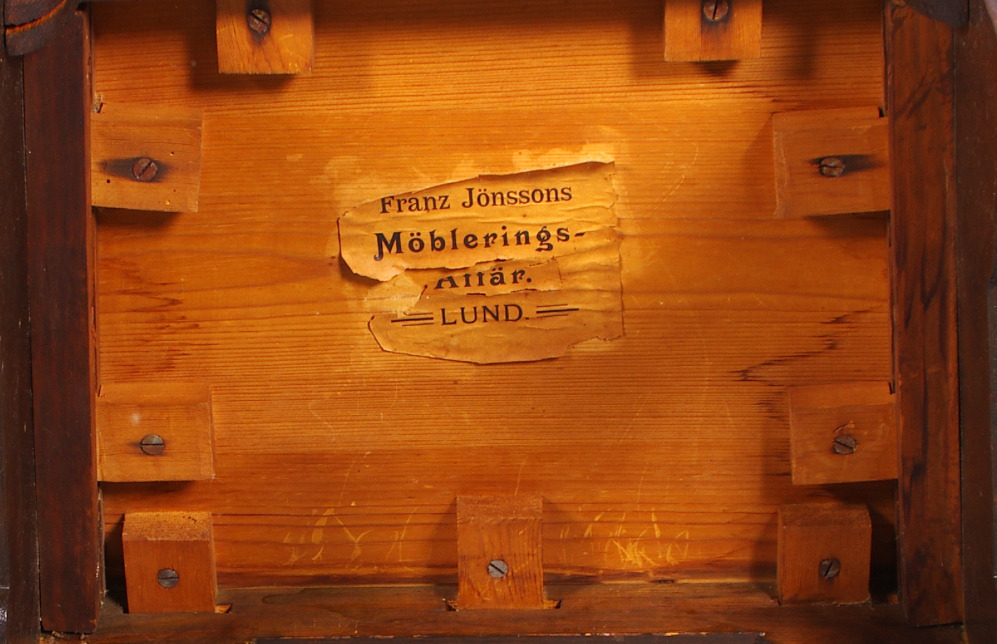 Franz Jönssons
Möblerings-
Affär.
LUND.